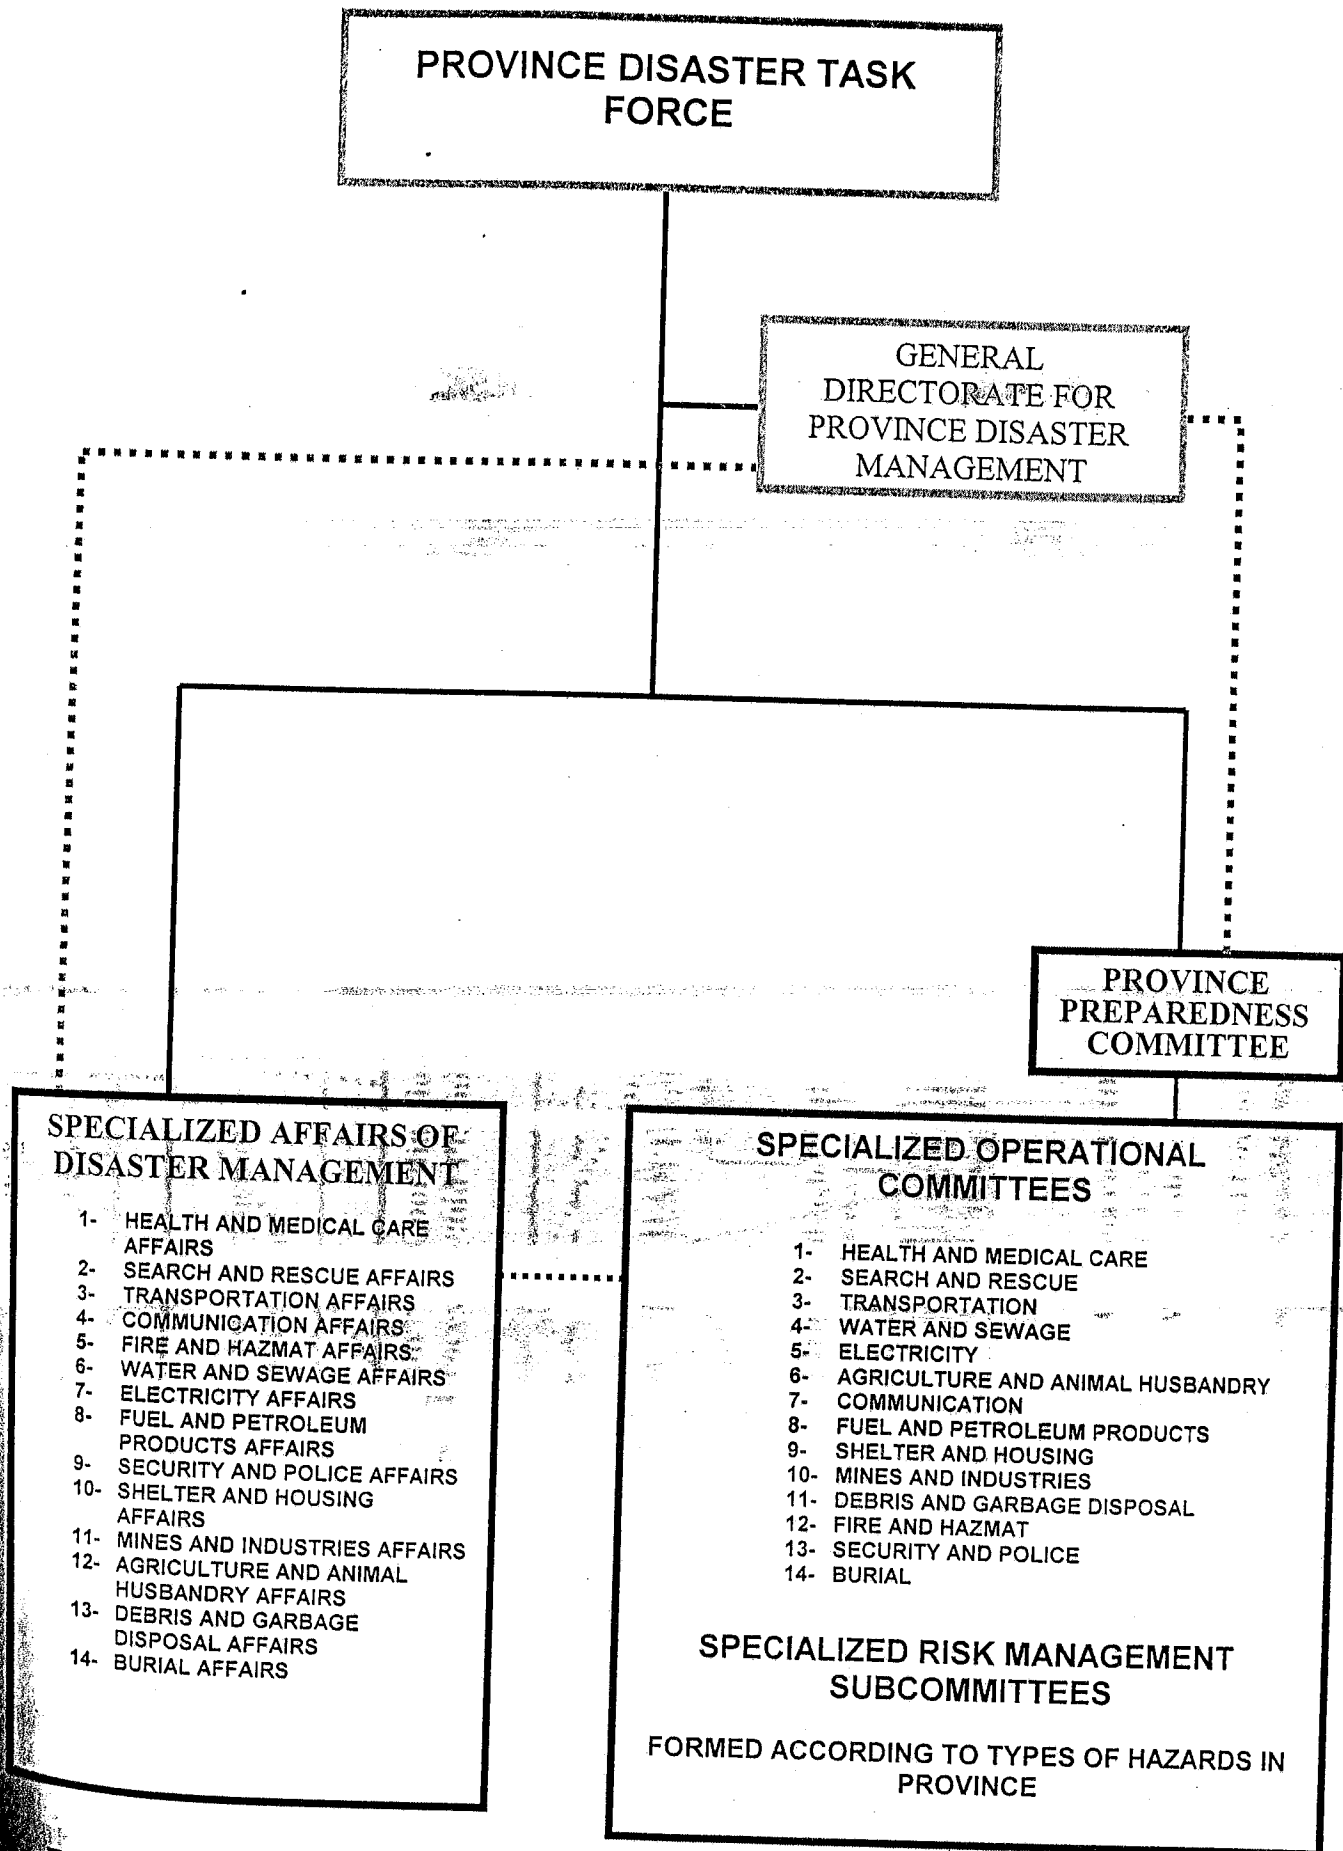 PROVINCE DISASTER TASK
FORCE
GENERAL
DIRECTORATE FOR
PROVINCE DISASTER
MANAGEMENT
PROVINCE
PREPAREDNESS
COMMITTEE
SPECIALIZED AFFAIRS OF
DISASTER MANAGEMENT
1- HEALTH AND MEDICAL CARE
AFFAIRS
2- SEARCH AND RESCUE AFFAIRS
3- TRANSPORTATION AFFAIRS
4- COMMUNICATION AFFAIRS
5- FIRE AND HAZMAT AFFAIRS
6- WATER AND SEWAGE AFFAIRS
7- ELECTRICITY AFFAIRS
8- FUEL AND PETROLEUM
PRODUCTS AFFAIRS
9- SECURITY AND POLICE AFFAIRS
10- SHELTER AND HOUSING
AFFAIRS
11- MINES AND INDUSTRIES AFFAIRS
12- AGRICULTURE AND ANIMAL
HUSBANDRY AFFAIRS
13- DEBRIS AND GARBAGE
DISPOSAL AFFAIRS
14- BURIAL AFFAIRS
SPECIALIZED OPERATIONAL
COMMITTEES
1- HEALTH AND MEDICAL CARE
2- SEARCH AND RESCUE
3- TRANSPORTATION
4- WATER AND SEWAGE
5- ELECTRICITY
6- AGRICULTURE AND ANIMAL HUSBANDRY
7- COMMUNICATION
8- FUEL AND PETROLEUM PRODUCTS
9- SHELTER AND HOUSING
10- MINES AND INDUSTRIES
11- DEBRIS AND GARBAGE DISPOSAL
12- FIRE AND HAZMAT
13- SECURITY AND POLICE
14- BURIAL
SPECIALIZED RISK MANAGEMENT
SUBCOMMITTEES
FORMED ACCORDING TO TYPES OF HAZARDS IN
PROVINCE